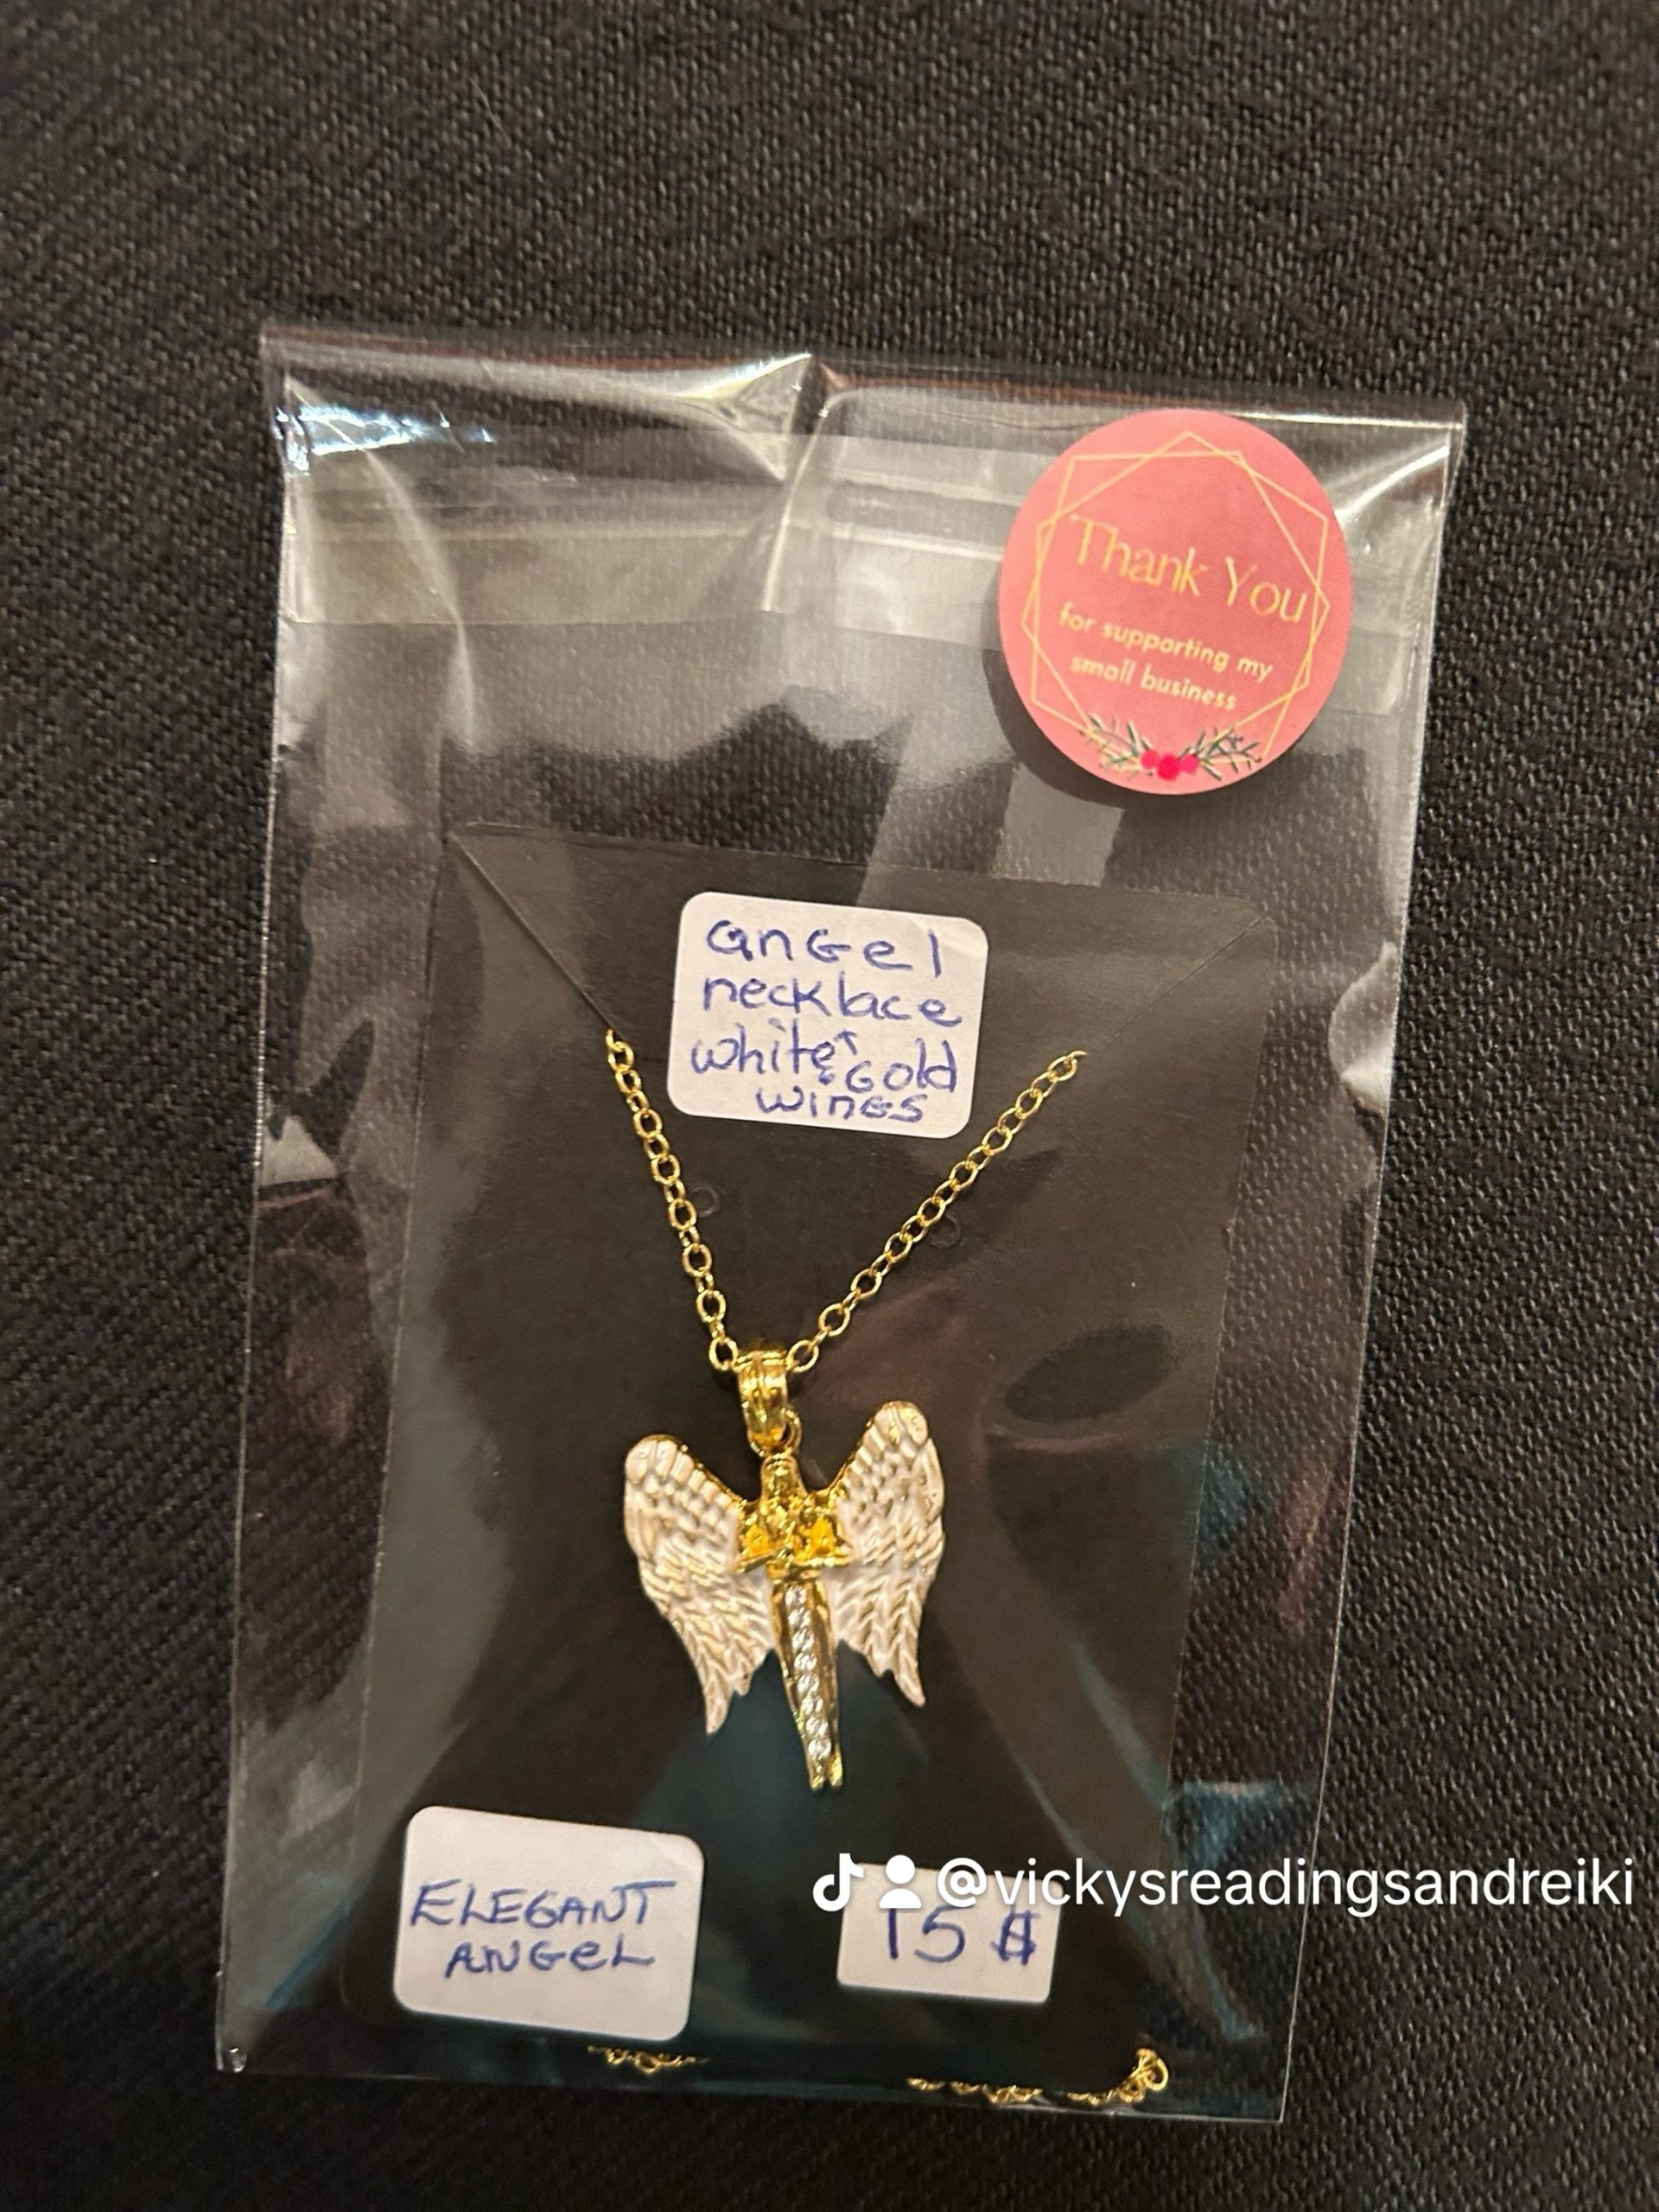 Thank You
for supporting my
small business
angel
necklace
white & Gold
wings
@vickysreadingsandreiki
ELEGANT
ANGEL
15 $